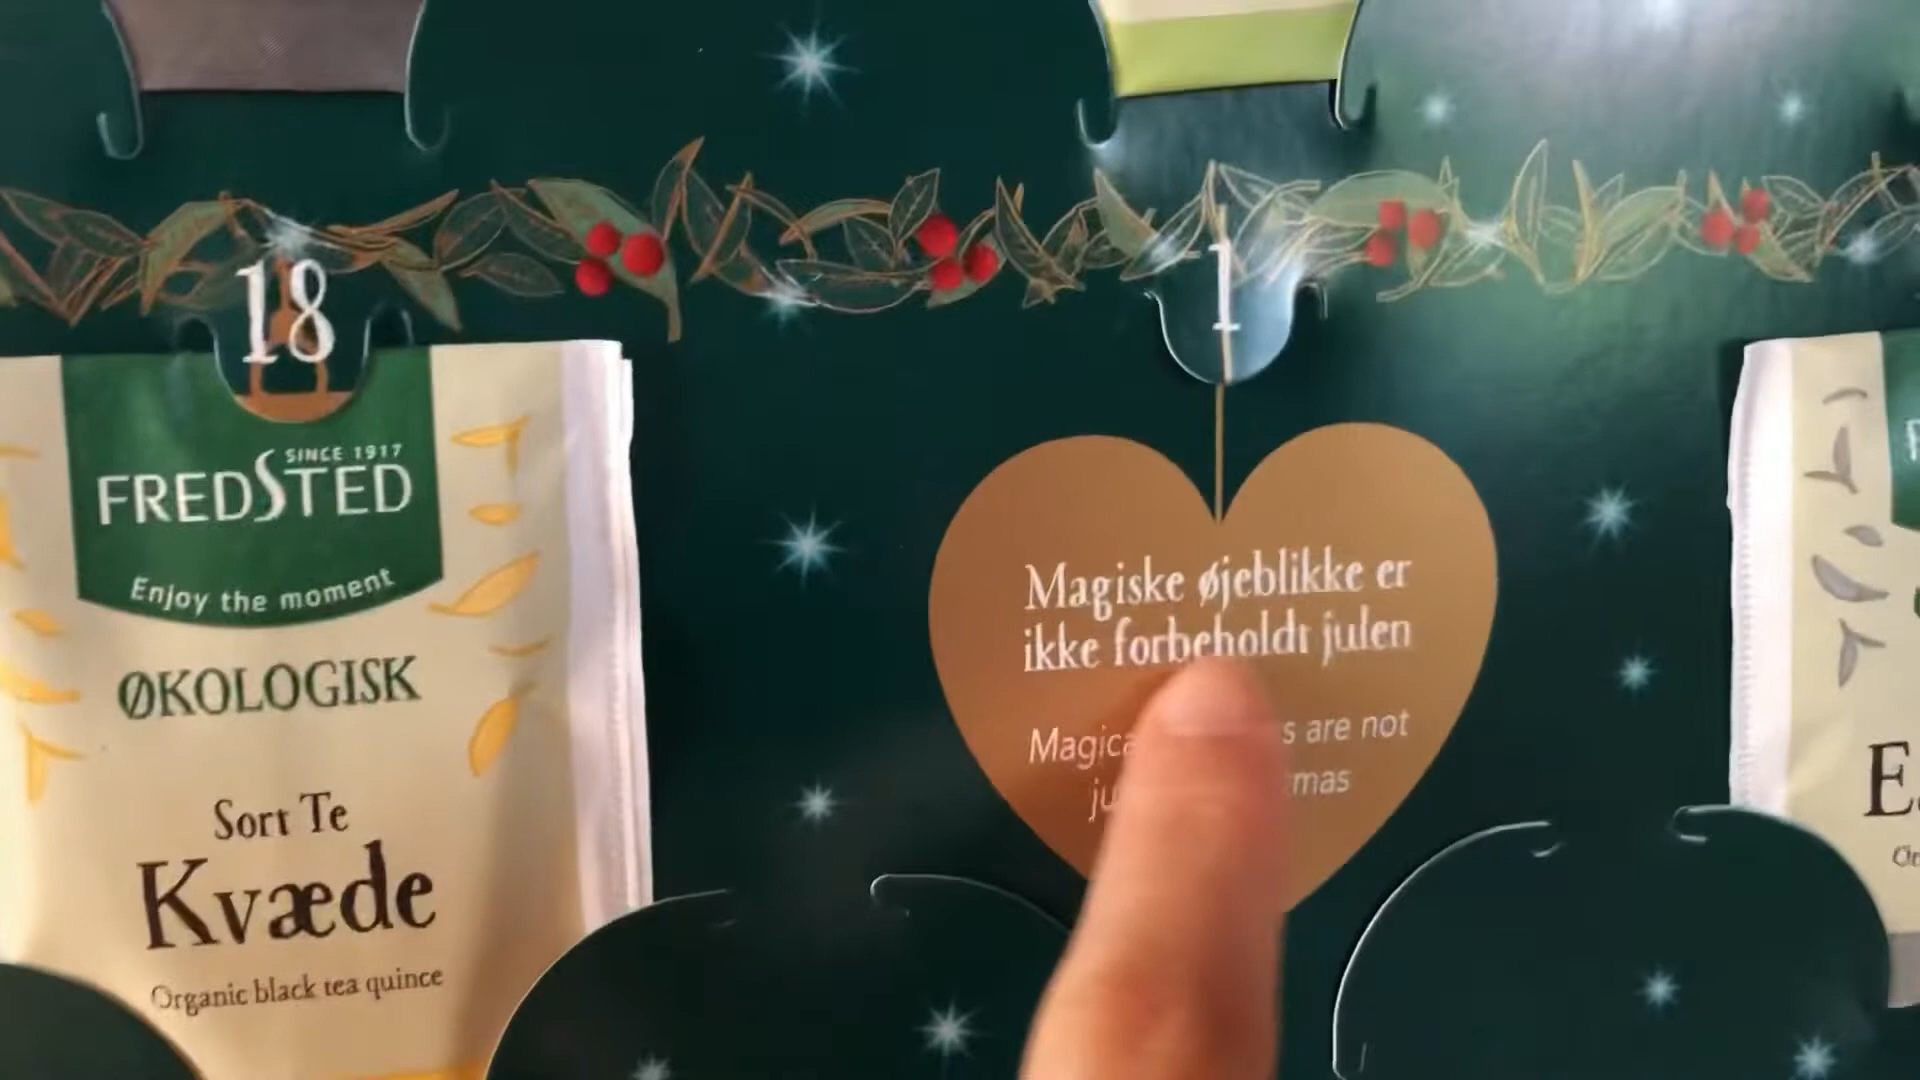 18
1
SINCE 1917
FREDSTED
Enjoy the moment
ØKOLOGISK
Sort Te
Kvæde
Organic black tea quince
Magiske øjeblikke er
ikke forbeholdt julen
are not